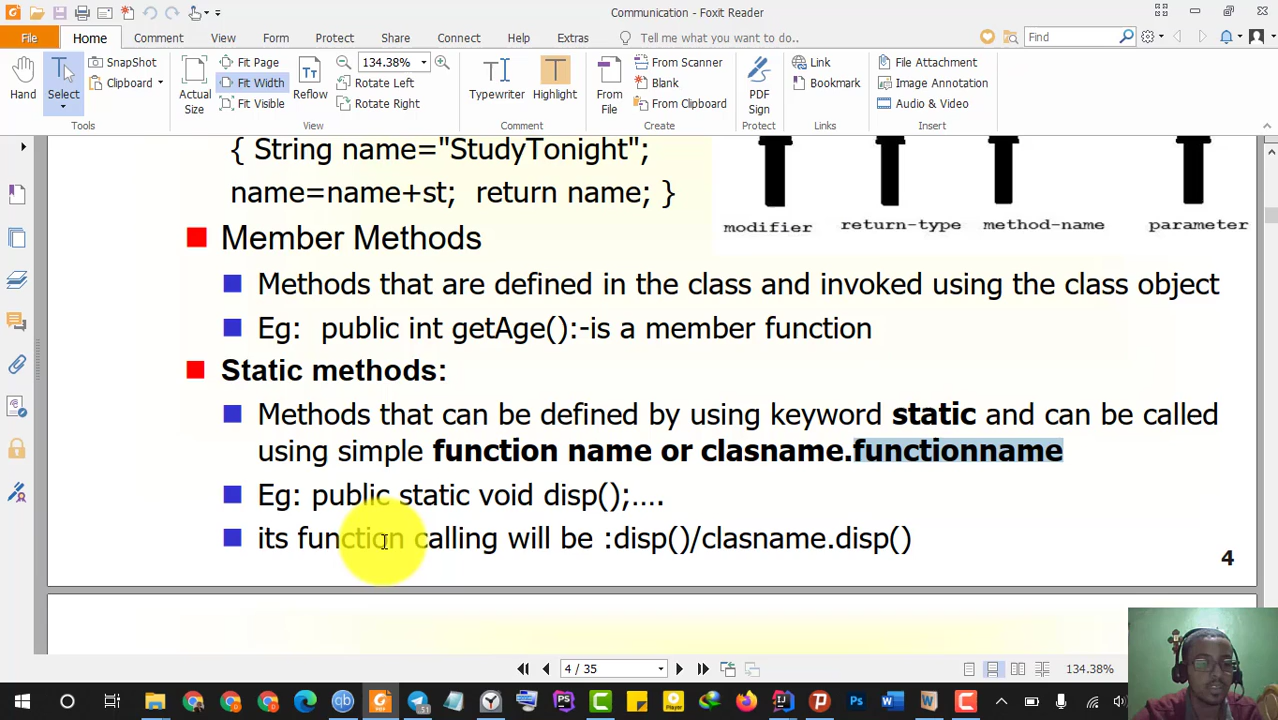 Communication - Foxit Reader
File Home Comment View Form Protect Share Connect Help Extras Tell me what you want to do... Find
Hand
Select
SnapShot
Clipboard
Tools
Actual Size
Fit Page
Fit Width
Fit Visible
Reflow
134.38%
Rotate Left
Rotate Right
View
Typewriter
Highlight
Comment
From File
From Scanner
Blank
From Clipboard
Create
PDF Sign
Protect
Link
Bookmark
Links
File Attachment
Image Annotation
Audio & Video
Insert
{ String name="StudyTonight";
name=name+st; return name; }
modifier return-type method-name parameter
Member Methods
Methods that are defined in the class and invoked using the class object
Eg: public int getAge():-is a member function
Static methods:
Methods that can be defined by using keyword static and can be called
using simple function name or clasname.functionname
Eg: public static void disp();....
its function calling will be :disp()/clasname.disp()
4
4 / 35
134.38%